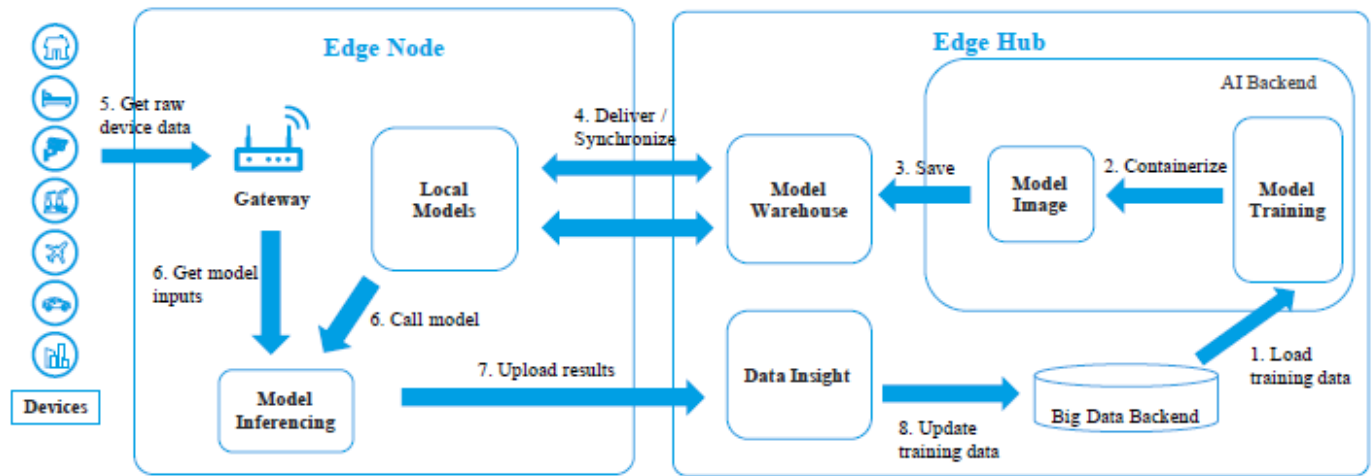 Edge Node
Edge Hub
AI Backend
5. Get raw
device data
Gateway
Local
Models
4. Deliver /
Synchronize
Model
Warehouse
3. Save
Model
Image
2. Containerize
Model
Training
6. Get model
inputs
6. Call model
Model
Inferencing
7. Upload results
Data Insight
8. Update
training data
Big Data Backend
1. Load
training data
Devices